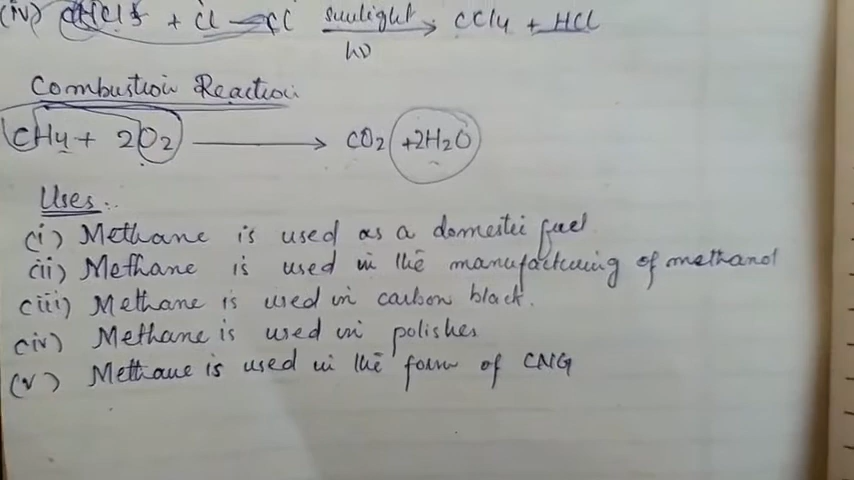 (iv) CHCl3 + Cl—Cl sunlight → CCl4 + HCl
hν
Combustion Reaction
CH4 + 2O2 → CO2 + 2H2O
Uses:
(i) Methane is used as a domestic fuel
(ii) Methane is used in the manufacturing of methanol
(iii) Methane is used in carbon black.
(iv) Methane is used in polishes
(v) Methane is used in the form of CNG